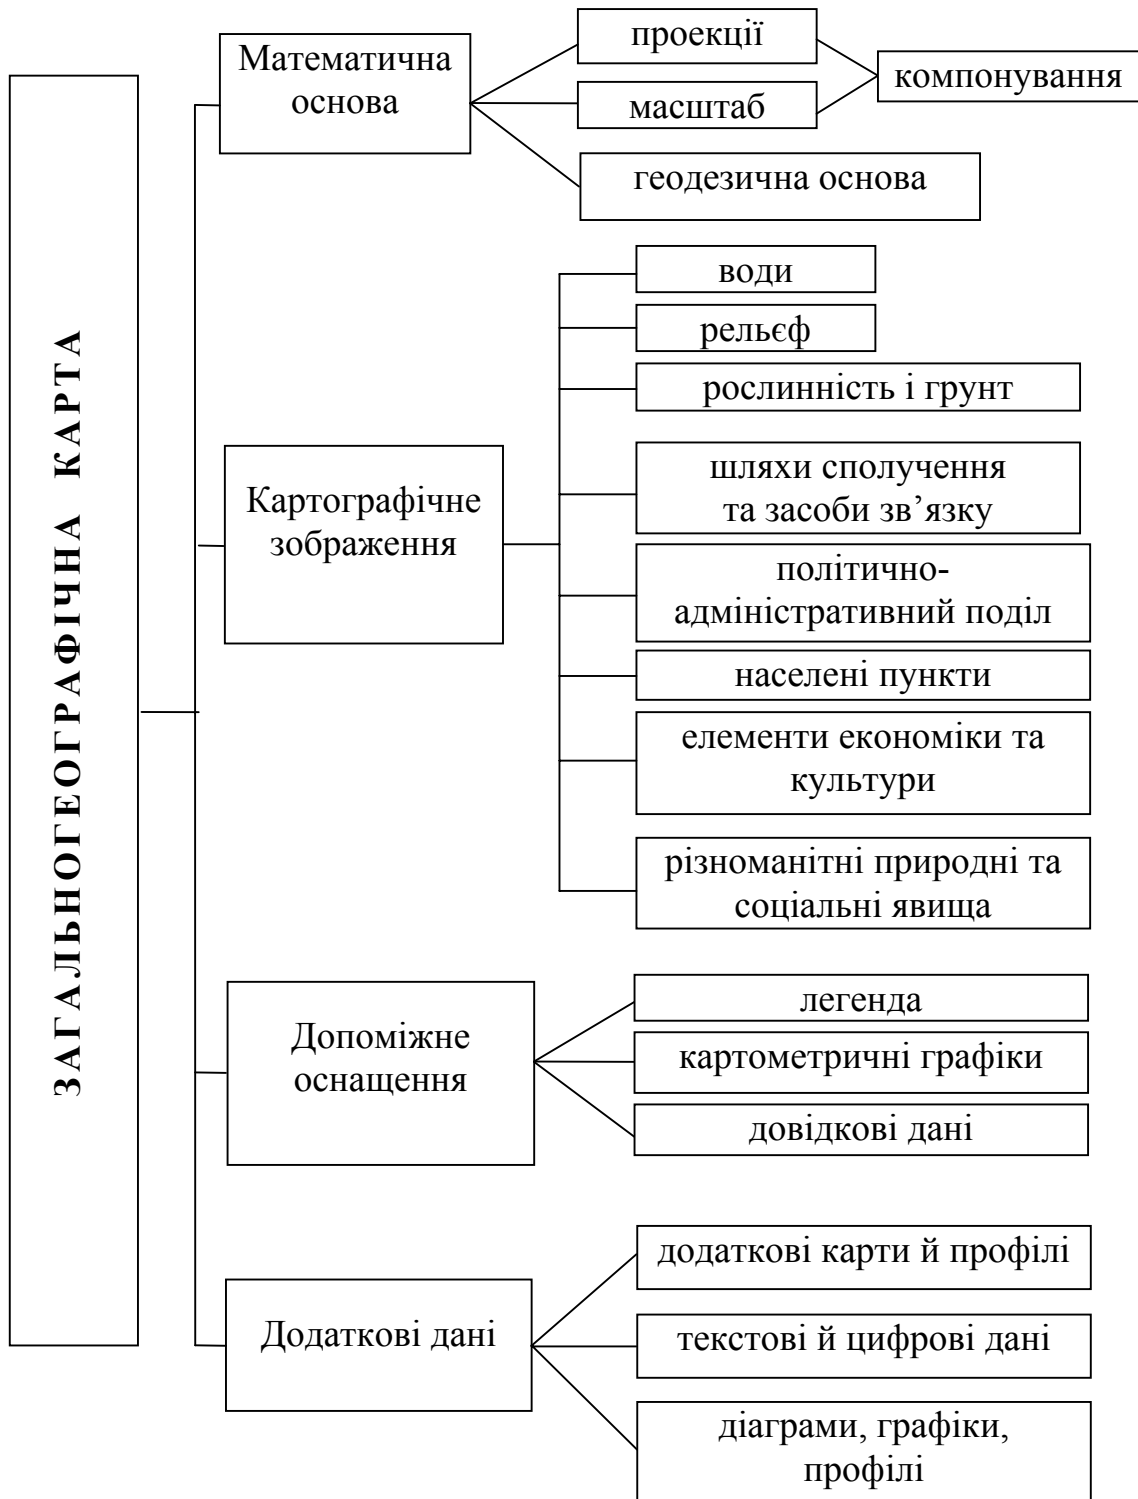 ЗАГАЛЬНОГЕОГРАФІЧНА КАРТА
Математична
основа
проекції
масштаб
геодезична основа
компонування
Картографічне
зображення
води
рельєф
рослинність і грунт
шляхи сполучення
та засоби зв’язку
політично-
адміністративний поділ
населені пункти
елементи економіки та
культури
різноманітні природні та
соціальні явища
Допоміжне
оснащення
легенда
картометричні графіки
довідкові дані
Додаткові дані
додаткові карти й профілі
текстові й цифрові дані
діаграми, графіки,
профілі